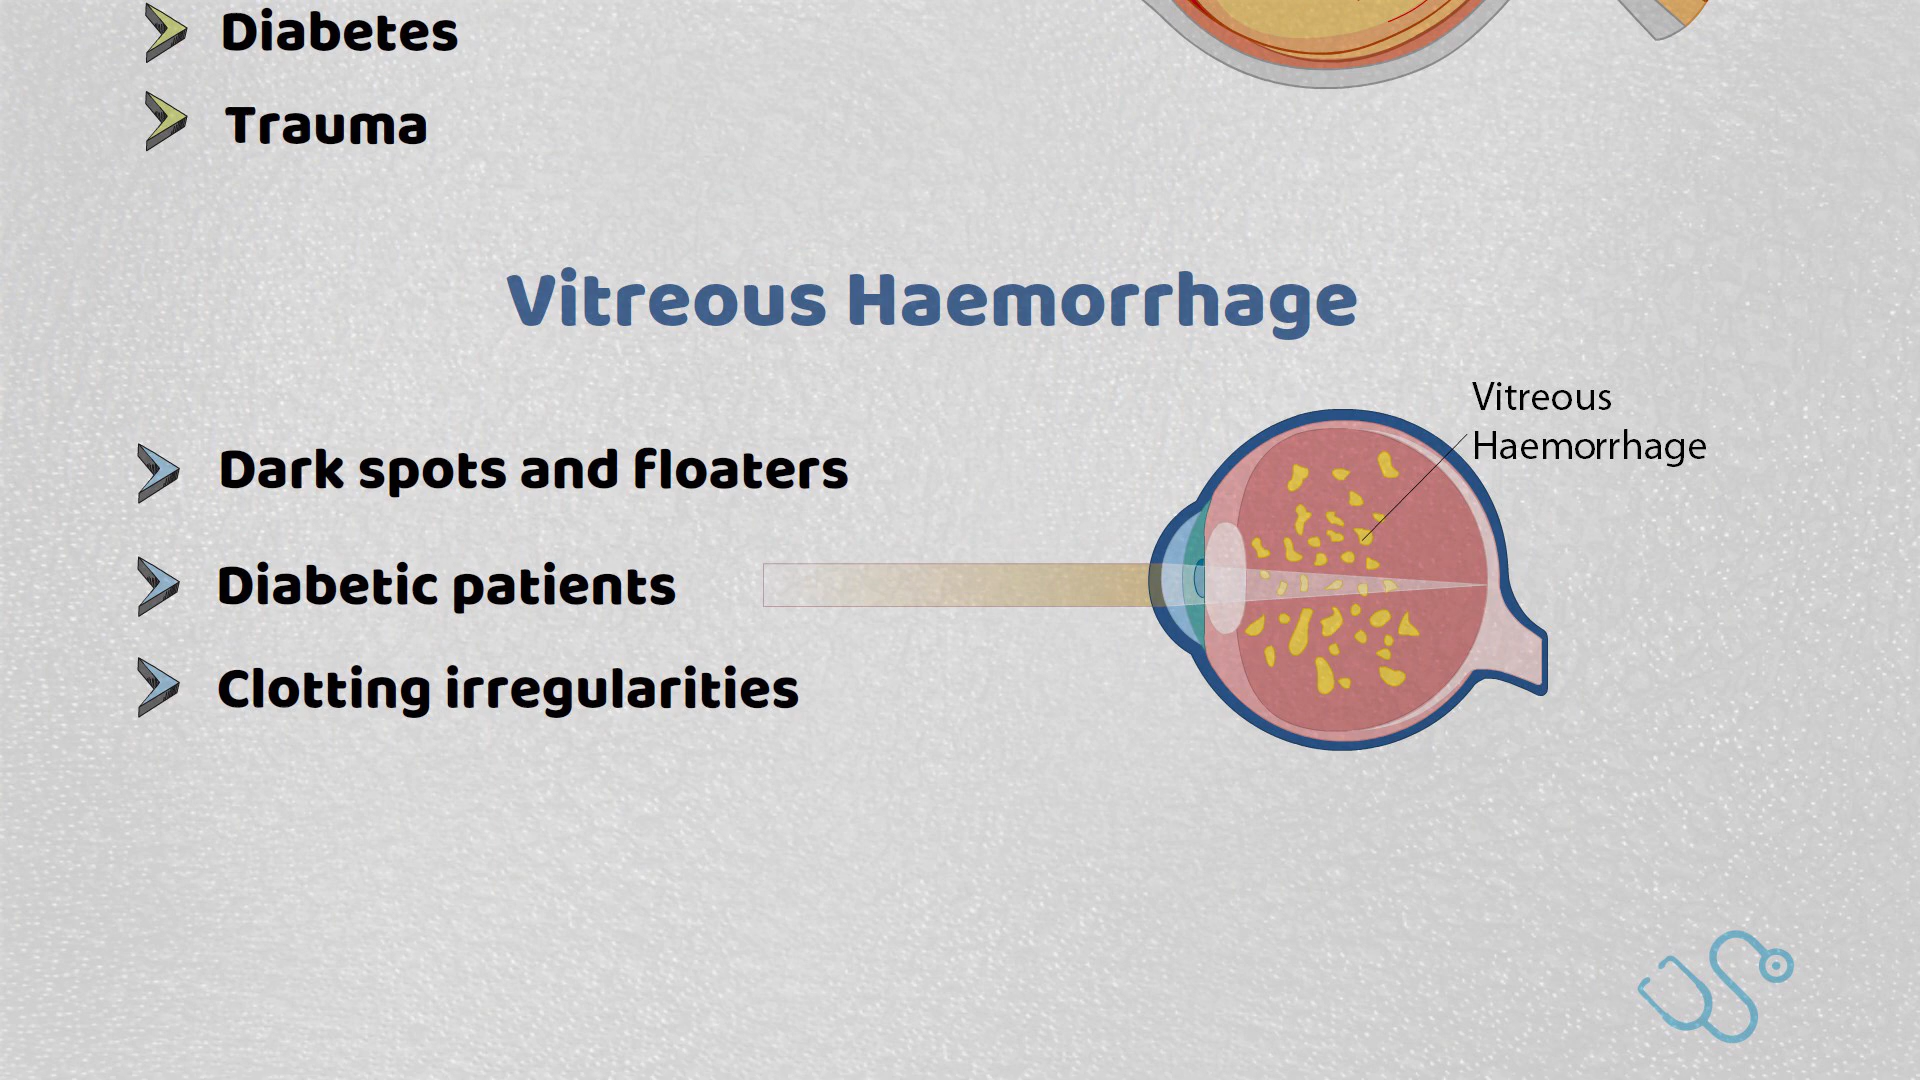 Diabetes
Trauma
Vitreous Haemorrhage
Vitreous
Haemorrhage
Dark spots and floaters
Diabetic patients
Clotting irregularities